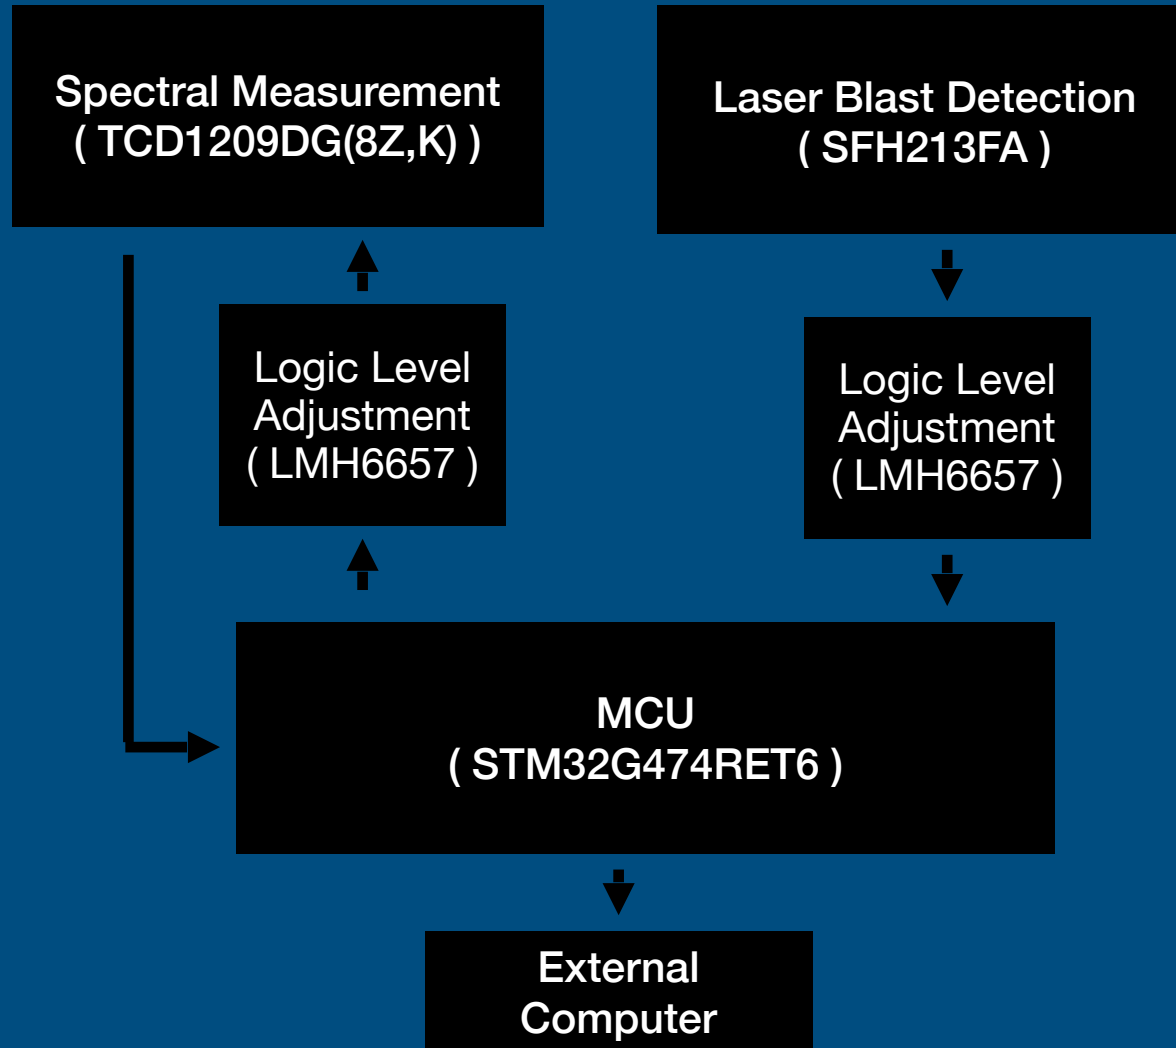 Spectral Measurement
( TCD1209DG(8Z,K) )
Laser Blast Detection
( SFH213FA )
Logic Level
Adjustment
( LMH6657 )
Logic Level
Adjustment
( LMH6657 )
MCU
( STM32G474RET6 )
External
Computer